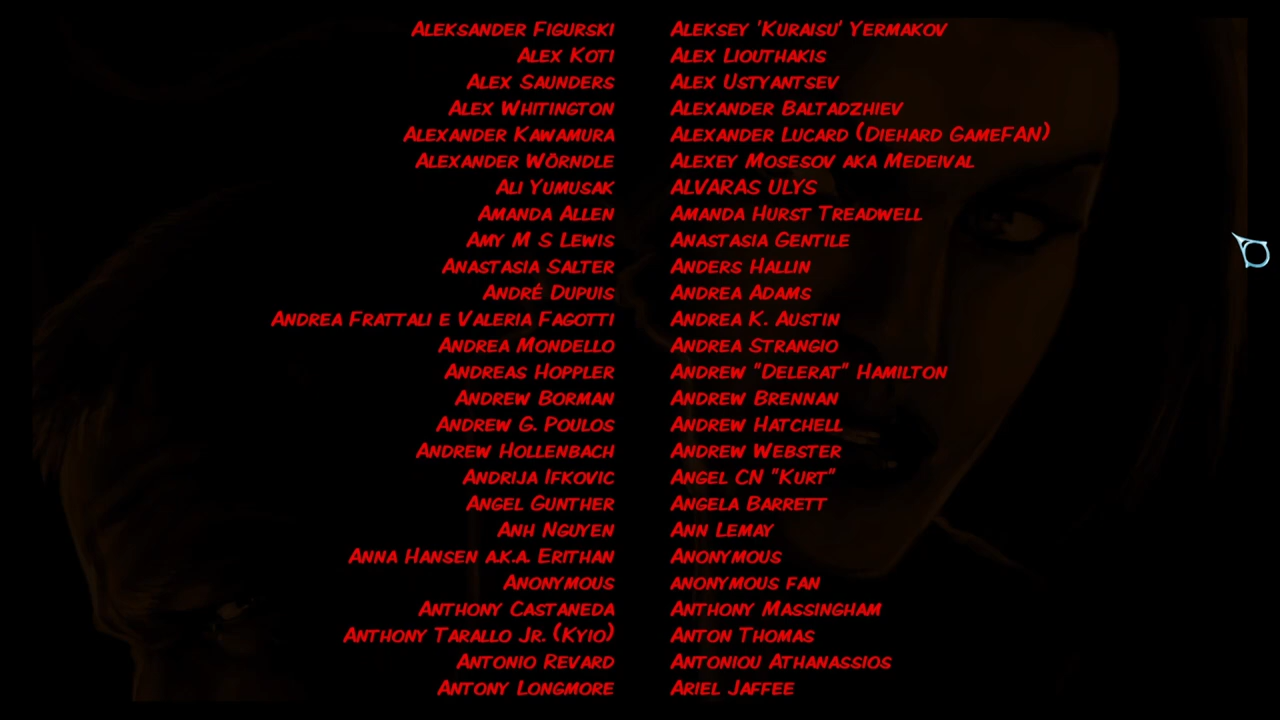 Aleksander Figurski Aleksey 'Kuraisu' Yermakov
Alex Koti Alex Liouthakis
Alex Saunders Alex Ustyantsev
Alex Whitington Alexander Baltadzhiev
Alexander Kawamura Alexander Lucard (Diehard GameFAN)
Alexander Wörndle Alexey Mosesov aka Medeival
Ali Yumusak ALVARAS ULYS
Amanda Allen Amanda Hurst Treadwell
Amy M S Lewis Anastasia Gentile
Anastasia Salter Anders Hallin
André Dupuis Andrea Adams
Andrea Frattali e Valeria Fagotti Andrea K. Austin
Andrea Mondello Andrea Strangio
Andreas Hoppler Andrew "Delerat" Hamilton
Andrew Borman Andrew Brennan
Andrew G. Poulos Andrew Hatchell
Andrew Hollenbach Andrew Webster
Andrija Ifkovic Angel CN "Kurt"
Angel Gunther Angela Barrett
Anh Nguyen Ann Lemay
Anna Hansen a.k.a. Erithan Anonymous
Anonymous anonymous fan
Anthony Castaneda Anthony Massingham
Anthony Tarallo Jr. (Kyio) Anton Thomas
Antonio Revard Antoniou Athanassios
Antony Longmore Ariel Jaffee